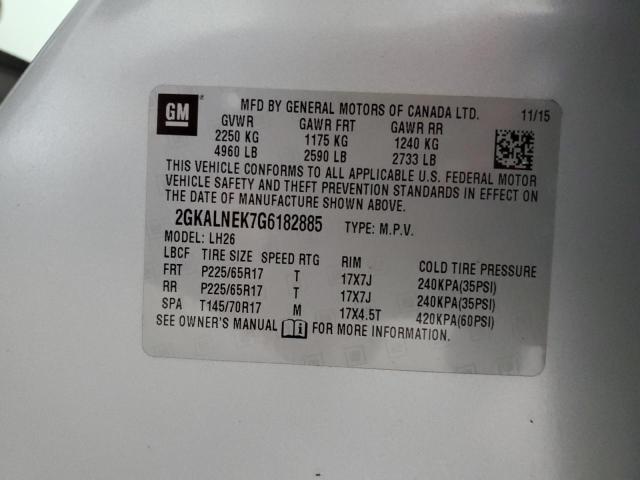 GM ® MFD BY GENERAL MOTORS OF CANADA LTD. 11/15
GVWR GAWR FRT GAWR RR
2250 KG 1175 KG 1240 KG
4960 LB 2590 LB 2733 LB
THIS VEHICLE CONFORMS TO ALL APPLICABLE U.S. FEDERAL MOTOR
VEHICLE SAFETY AND THEFT PREVENTION STANDARDS IN EFFECT ON
THE DATE OF MANUFACTURE SHOWN ABOVE.
2GKALNEK7G6182885 TYPE: M.P.V.
MODEL: LH26
LBCF TIRE SIZE SPEED RTG RIM COLD TIRE PRESSURE
FRT P225/65R17 T 17X7J 240KPA(35PSI)
RR P225/65R17 T 17X7J 240KPA(35PSI)
SPA T145/70R17 M 17X4.5T 420KPA(60PSI)
SEE OWNER'S MANUAL FOR MORE INFORMATION.